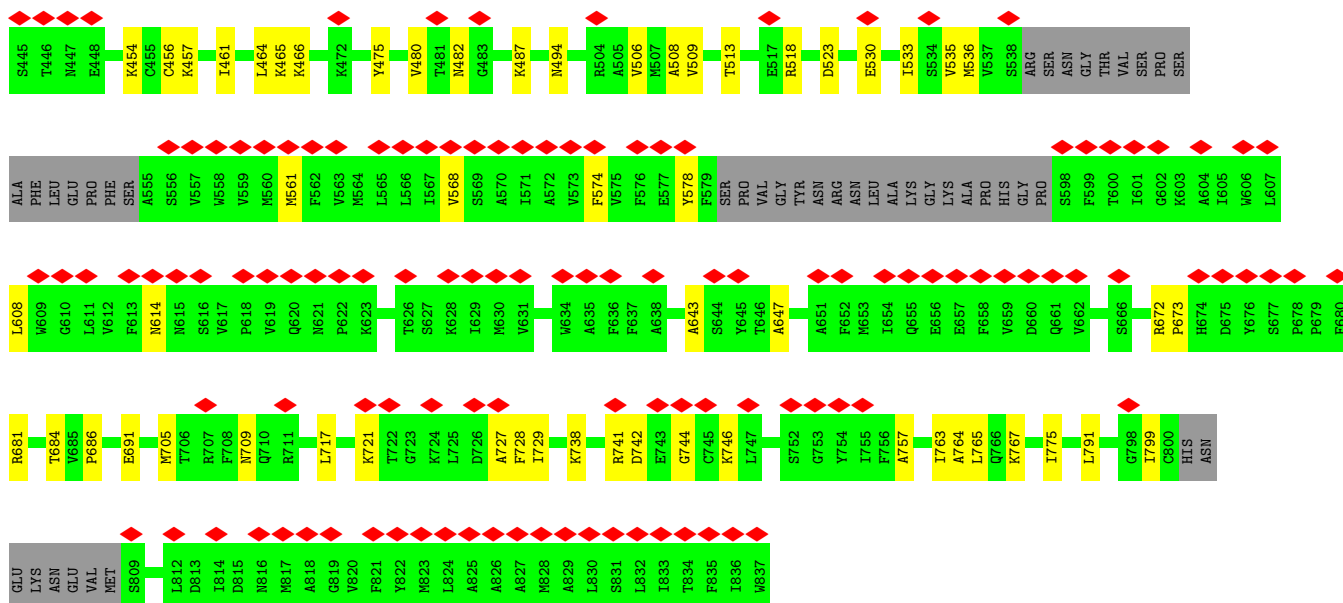 S445 T446 N447 E448 K454 C455 C456 K457 I461 L464 K465 K466 K472 Y475 V480 T481 N482 G483 K487 N494 R504 A505 V506 M507 A508 V509 T513 E517 R518 D523 E530 I533 S534 V535 M536 V537 S538 ARG SER ASN GLY THR VAL SER PRO SER
ALA PHE LEU GLU PRO PHE SER A555 S556 V557 W558 V559 M560 M561 F562 V563 M564 L565 L566 I567 V568 S569 A570 I571 A572 V573 F574 V575 F576 E577 Y578 F579 SER PRO VAL GLY TYR ASN ARG ASN LEU ALA LYS GLY LYS ALA PRO HIS GLY PRO S598 F599 T600 I601 G602 K603 A604 I605 W606 L607
L608 W609 G610 L611 V612 F613 N614 N615 S616 V617 P618 V619 Q620 N621 P622 K623 T626 S627 K628 I629 M630 V631 W634 A635 F636 F637 A638 A643 S644 Y645 T646 A647 A651 F652 M653 I654 Q655 E656 E657 F658 V659 D660 Q661 V662 S666 R672 P673 H674 D675 Y676 S677 P678 P679 F680
R681 T684 V685 P686 E691 M705 T706 R707 F708 N709 Q710 R711 L717 K721 T722 G723 K724 L725 D726 A727 F728 I729 K738 R741 D742 E743 G744 C745 K746 L747 S752 G753 Y754 I755 F756 A757 I763 A764 L765 Q766 K767 I775 L791 G798 I799 C800 HIS ASN
GLU LYS ASN GLU VAL MET S809 L812 D813 I814 D815 N816 M817 A818 G819 V820 F821 Y822 M823 L824 A825 A826 A827 M828 A829 L830 S831 L832 I833 T834 F835 I836 W837